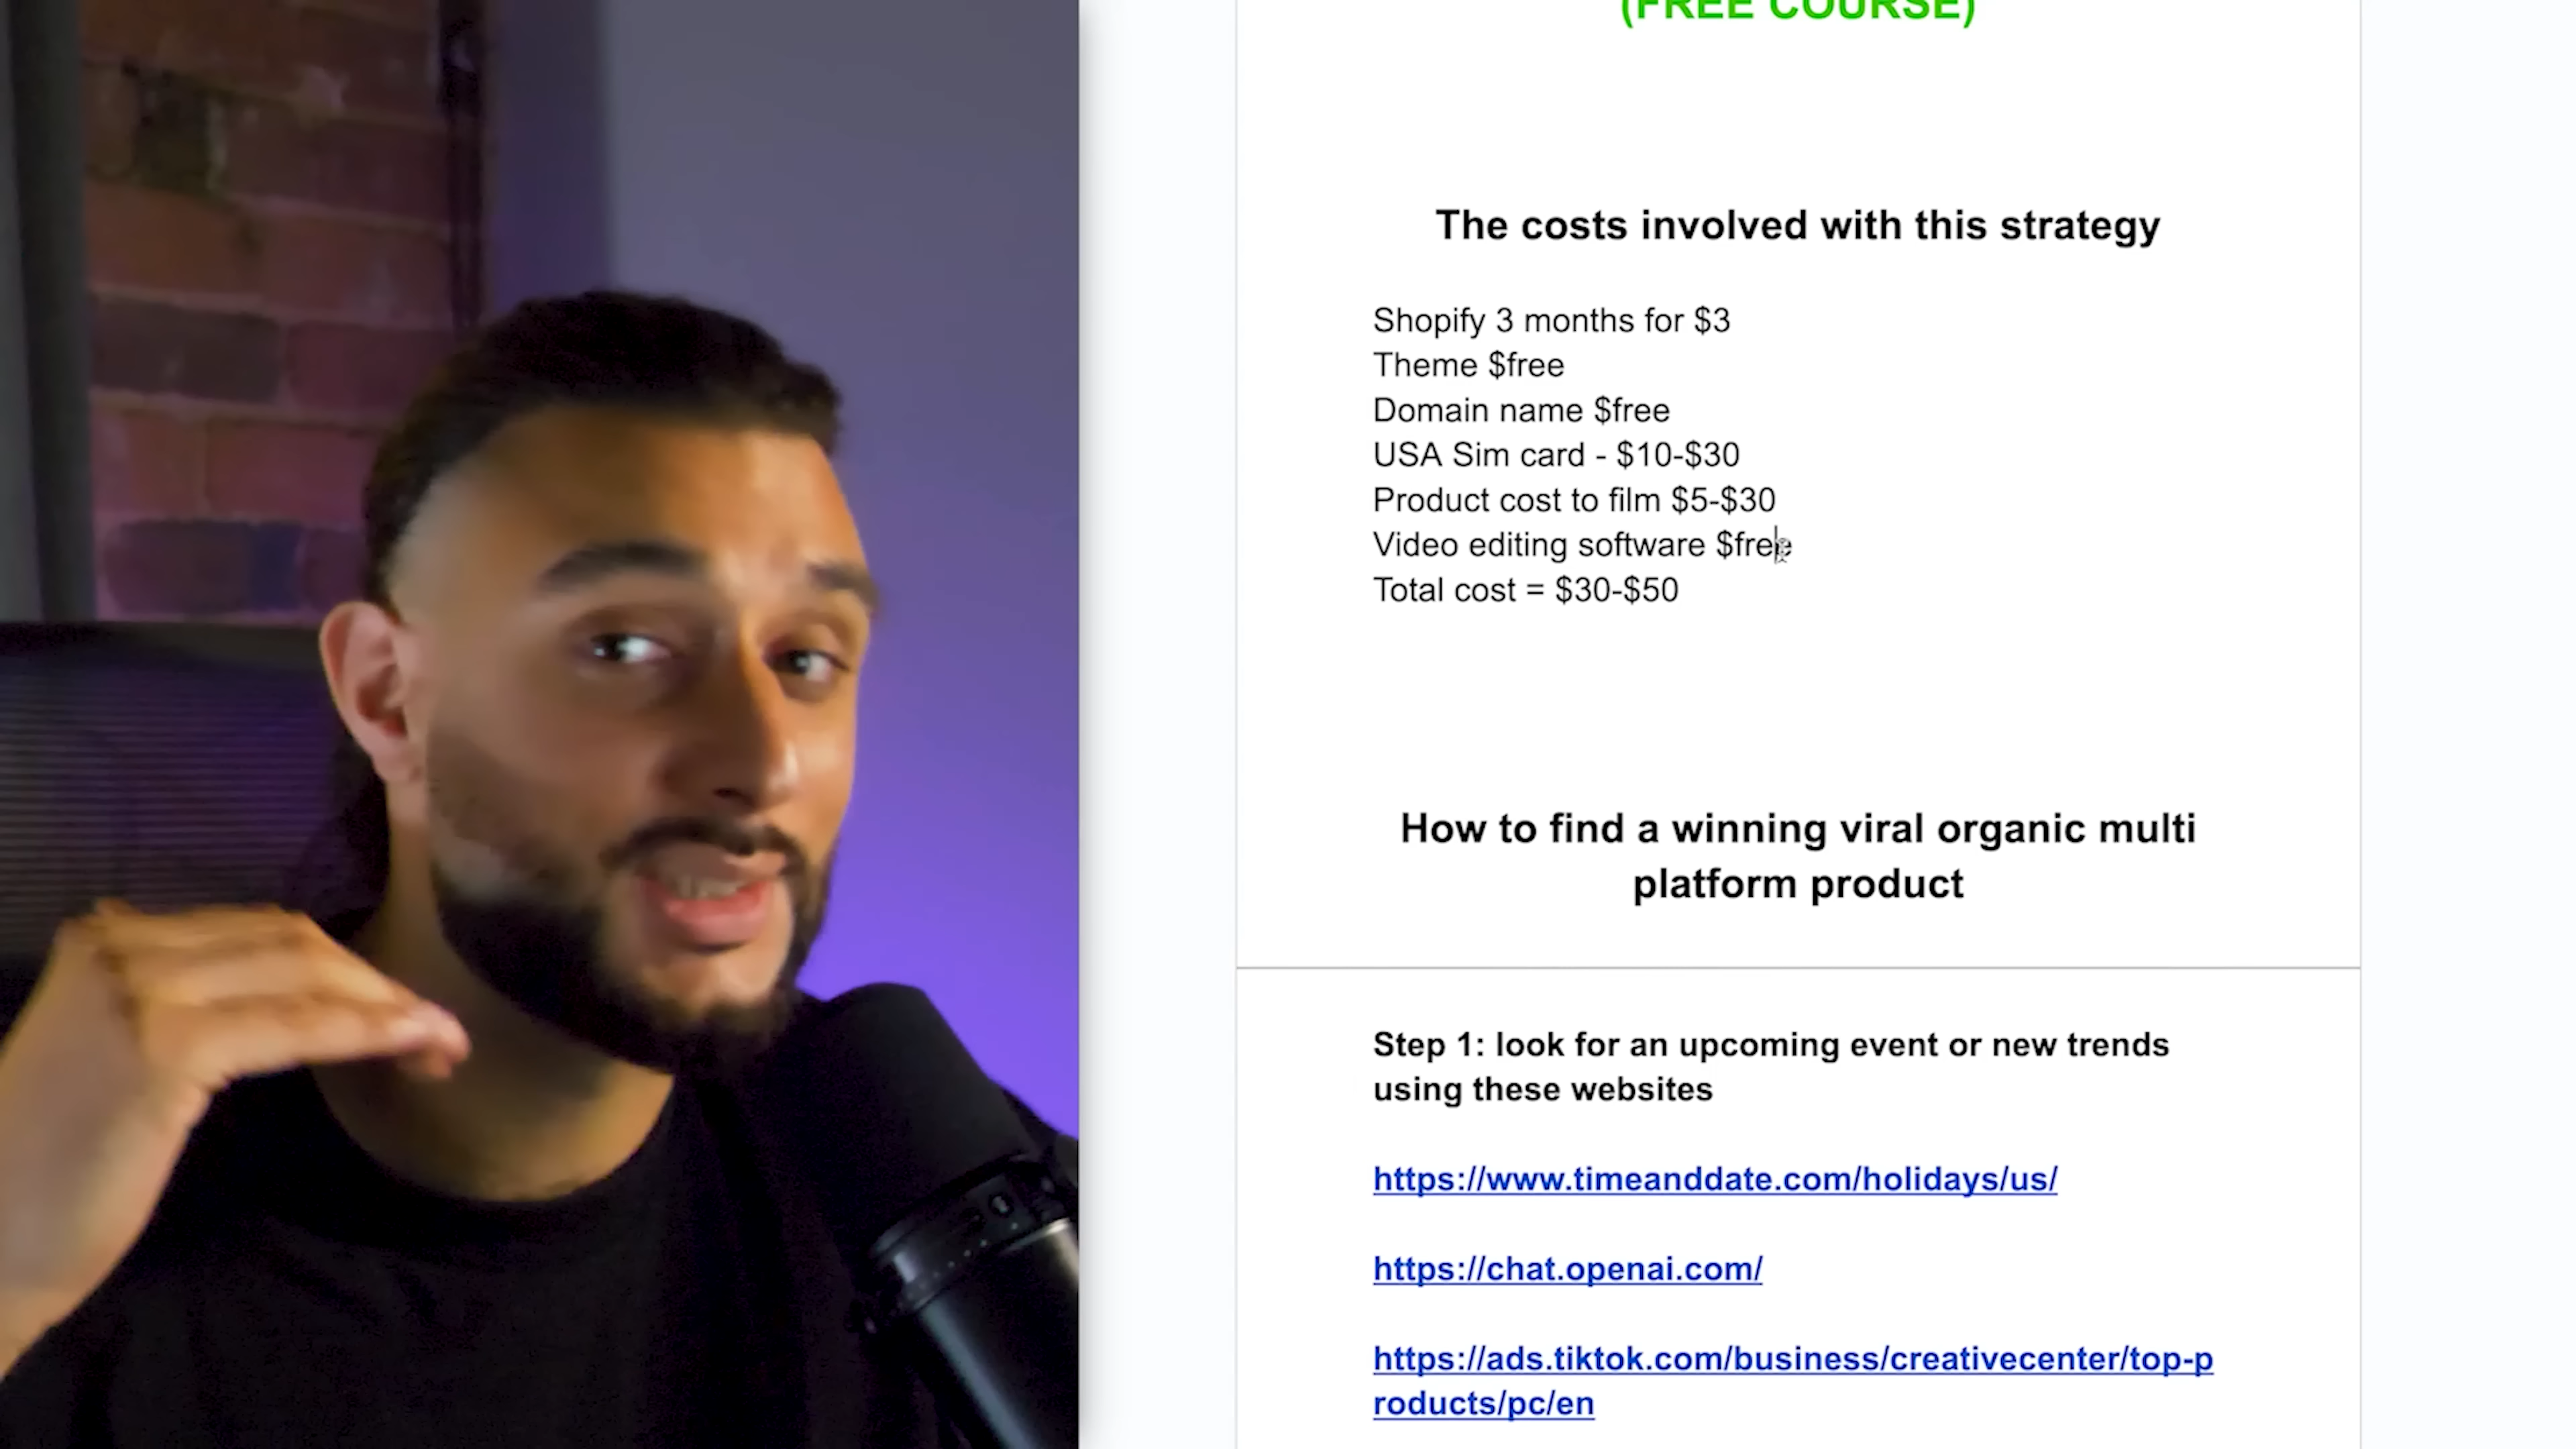 (FREE COURSE)
The costs involved with this strategy
Shopify 3 months for $3
Theme $free
Domain name $free
USA Sim card - $10-$30
Product cost to film $5-$30
Video editing software $free
Total cost = $30-$50
How to find a winning viral organic multi
platform product
Step 1: look for an upcoming event or new trends
using these websites
https://www.timeanddate.com/holidays/us/
https://chat.openai.com/
https://ads.tiktok.com/business/creativecenter/top-p
roducts/pc/en